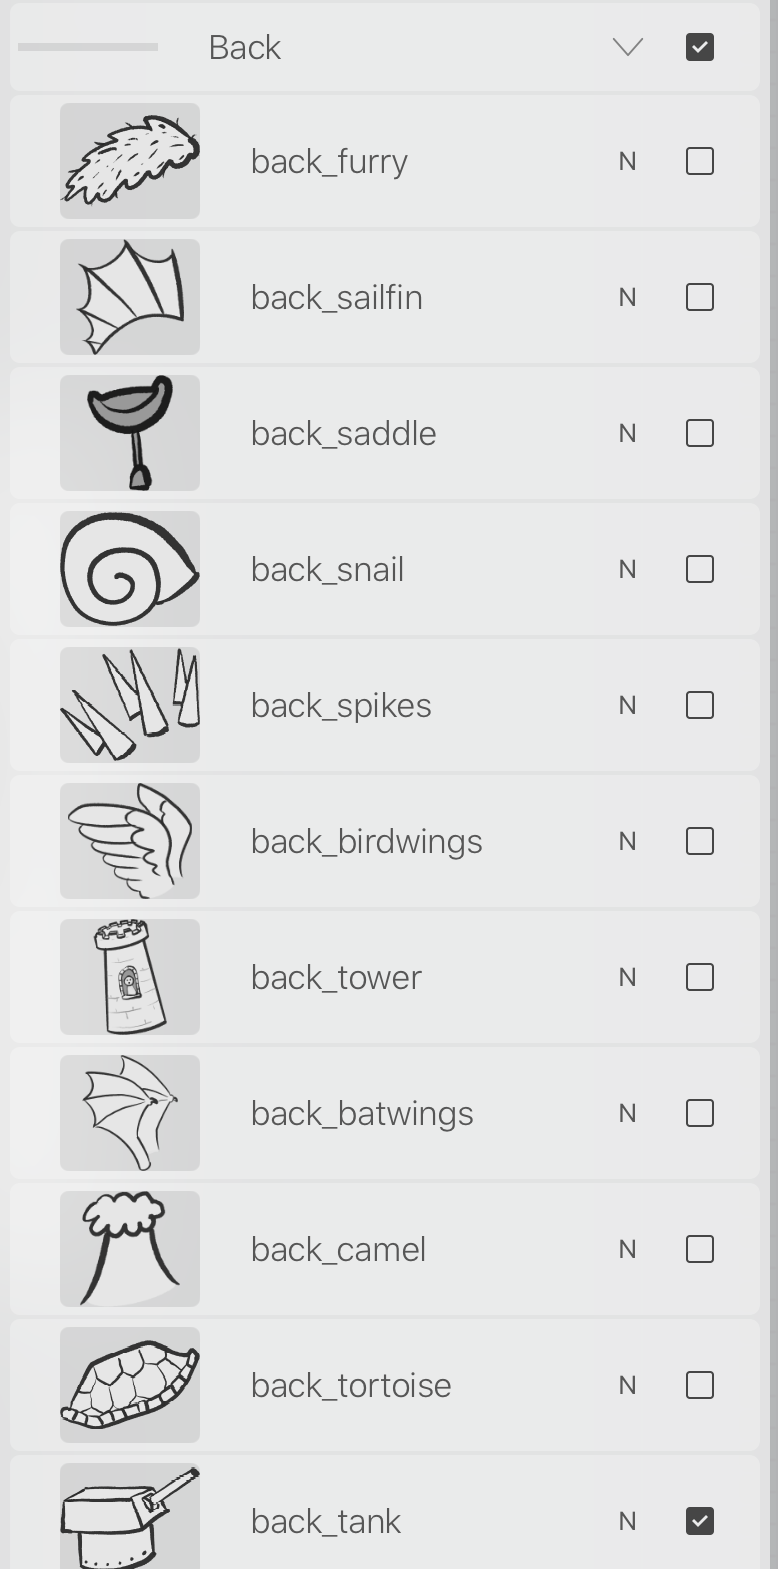 Back
back_furry N
back_sailfin N
back_saddle N
back_snail N
back_spikes N
back_birdwings N
back_tower N
back_batwings N
back_camel N
back_tortoise N
back_tank N